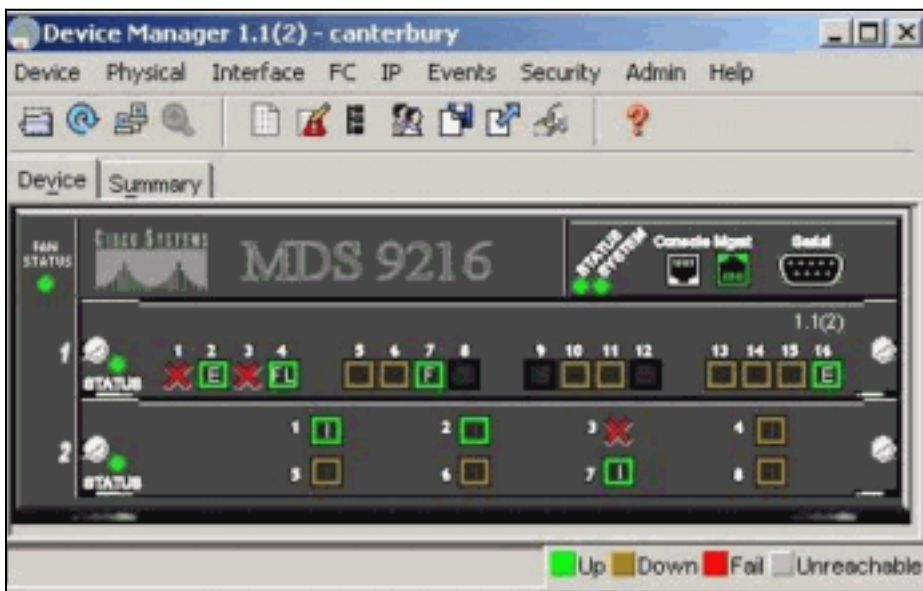 Device Manager 1.1(2) - canterbury
Device Physical Interface FC IP Events Security Admin Help
Device Summary
FAN STATUS
CISCO SYSTEMS
MDS 9216
STATUS
SYSTEM
Console Mgmt Serial
1.1(2)
1 2 3 4 5 6 7 8 9 10 11 12 13 14 15 16
1
STATUS
E FL F E
1 2 3 4
I
2
STATUS
5 6 7 8
I
Up Down Fail Unreachable